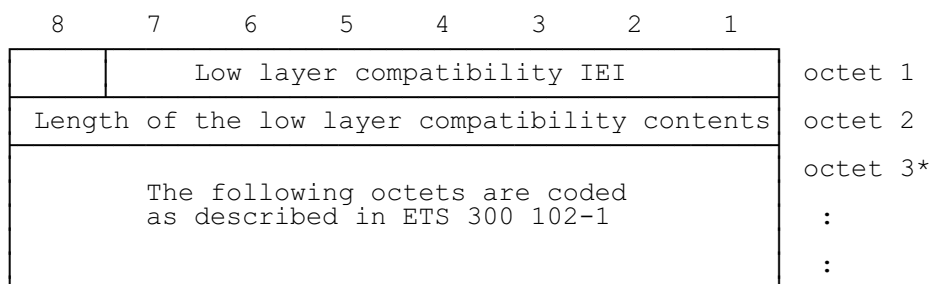 8 7 6 5 4 3 2 1
Low layer compatibility IEI octet 1
Length of the low layer compatibility contents octet 2
octet 3*
The following octets are coded
as described in ETS 300 102-1 :
: